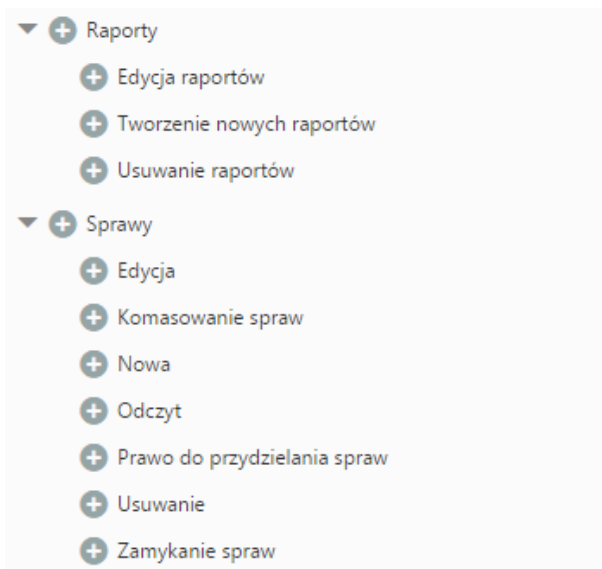 Raporty
Edycja raportów
Tworzenie nowych raportów
Usuwanie raportów
Sprawy
Edycja
Komasowanie spraw
Nowa
Odczyt
Prawo do przydzielania spraw
Usuwanie
Zamykanie spraw